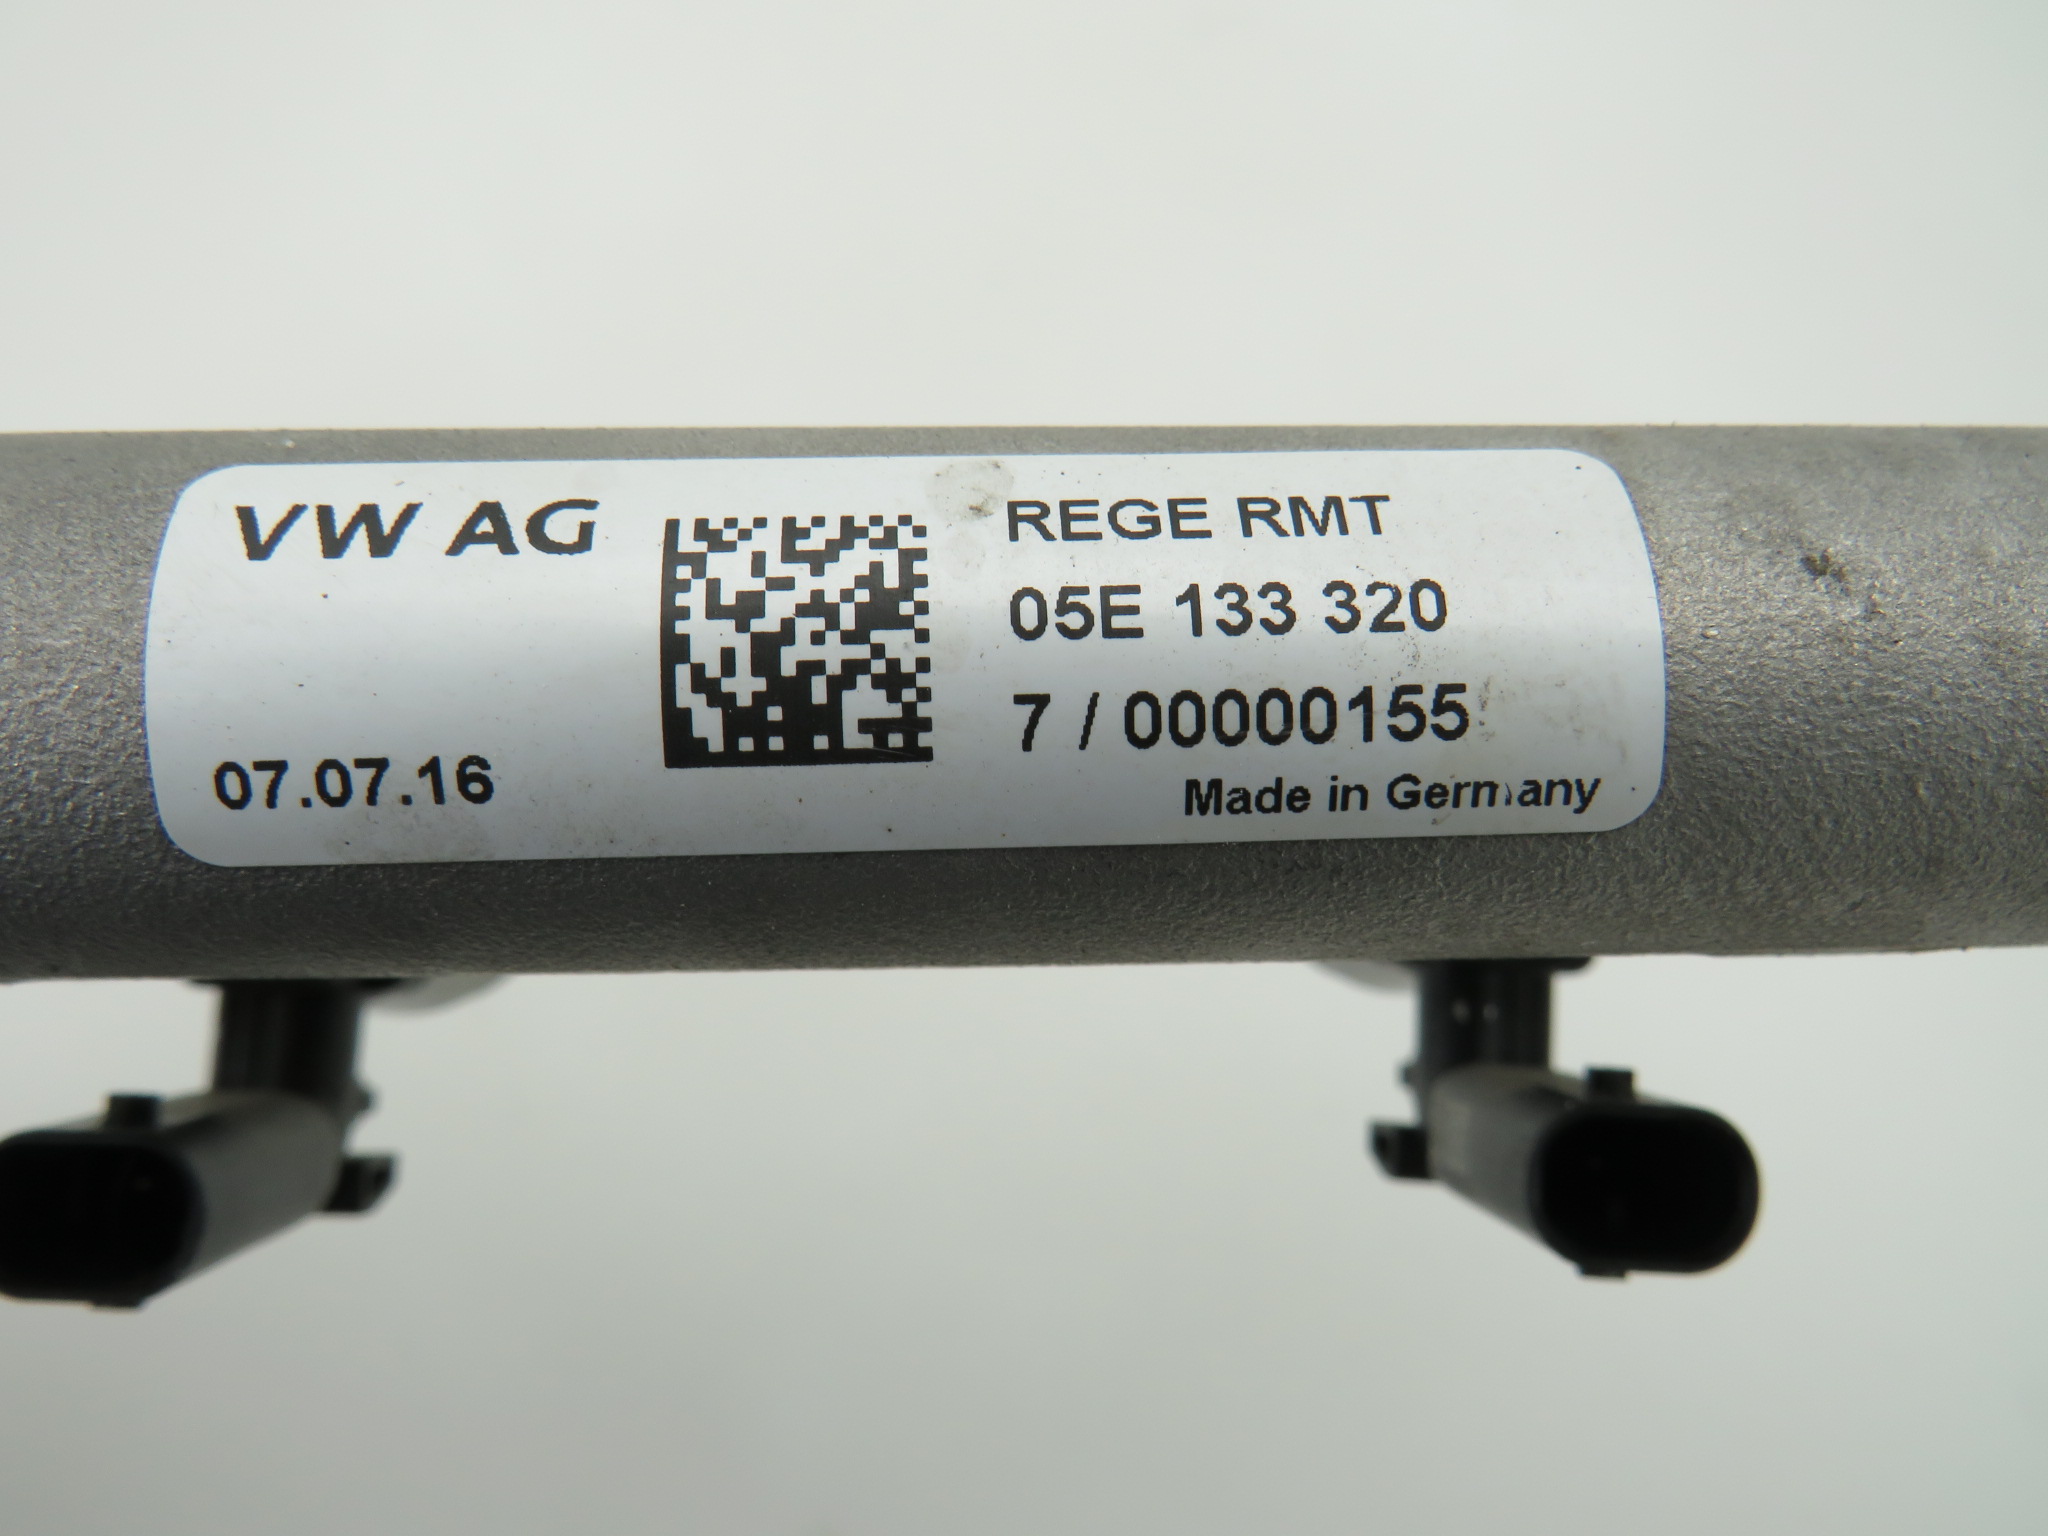 VW AG
07.07.16
REGE RMT
05E 133 320
7 / 00000155
Made in Germany